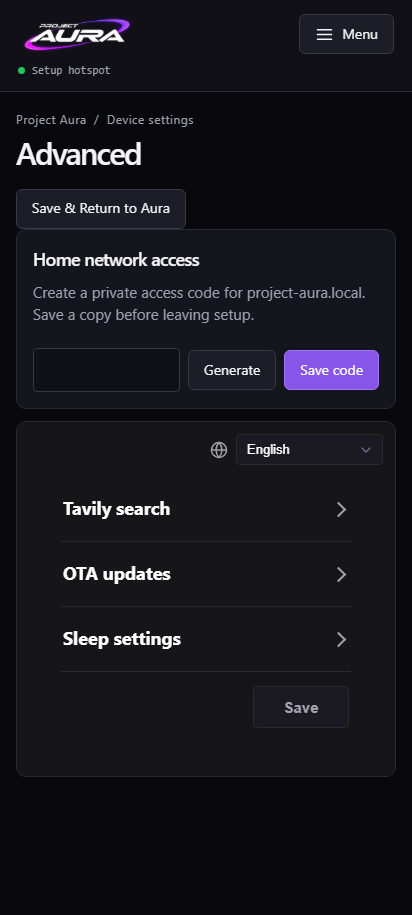 PROJECT
AURA
Menu
Setup hotspot
Project Aura / Device settings
Advanced
Save & Return to Aura
Home network access
Create a private access code for project-aura.local.
Save a copy before leaving setup.
Generate
Save code
English
Tavily search
OTA updates
Sleep settings
Save